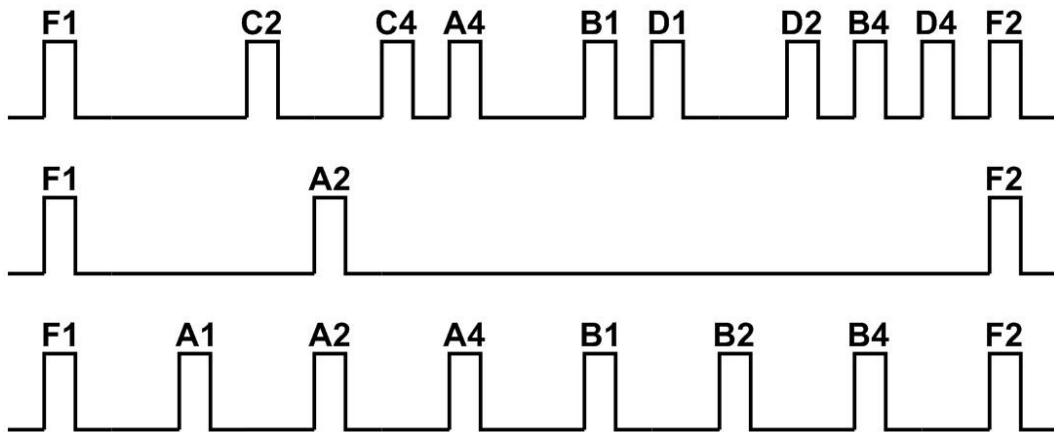 F1 C2 C4 A4 B1 D1 D2 B4 D4 F2
F1 A2 F2
F1 A1 A2 A4 B1 B2 B4 F2